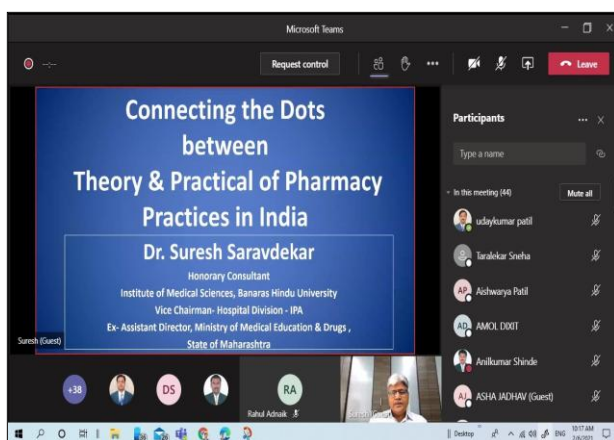 Microsoft Teams
--:--
Request control
Leave
Connecting the Dots
between
Theory & Practical of Pharmacy
Practices in India
Dr. Suresh Saravdekar
Honorary Consultant
Institute of Medical Sciences, Banaras Hindu University
Vice Chairman- Hospital Division - IPA
Ex- Assistant Director, Ministry of Medical Education & Drugs ,
State of Maharashtra
Suresh (Guest)
Participants
Type a name
In this meeting (44)
Mute all
udaykumar patil
Taralekar Sneha
AP
Aishwarya Patil
AD
AMOL DIXIT
Anilkumar Shinde
AJ
ASHA JADHAV (Guest)
+38
DS
RA
Rahul Adnaik
Desktop
ENG
10:17 AM